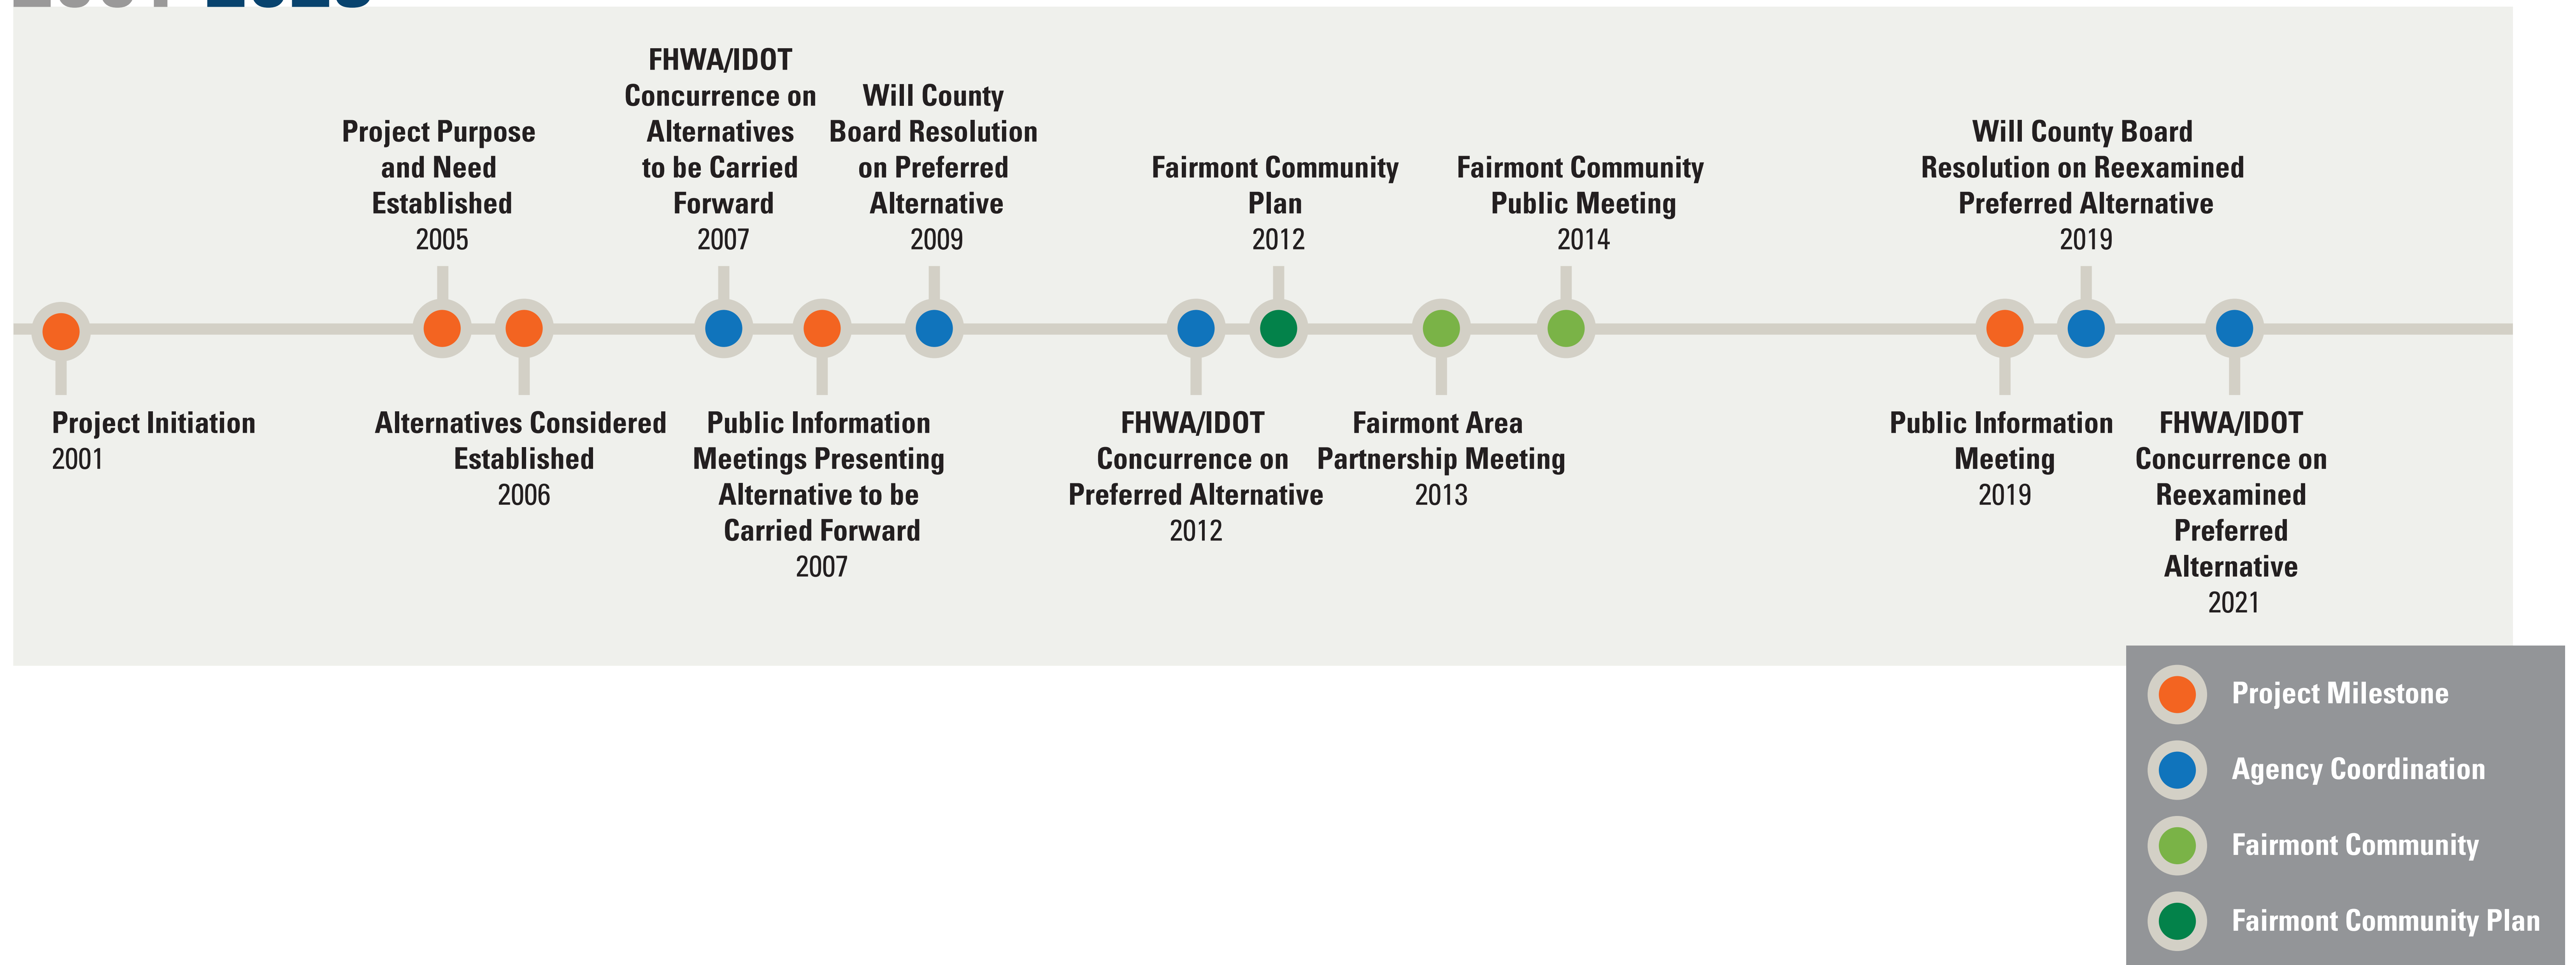 FHWA/IDOT
Concurrence on
Alternatives
to be Carried
Forward
2007
Will County
Board Resolution
on Preferred
Alternative
2009
Project Purpose
and Need
Established
2005
Fairmont Community
Plan
2012
Fairmont Community
Public Meeting
2014
Will County Board
Resolution on Reexamined
Preferred Alternative
2019
Project Initiation
2001
Alternatives Considered
Established
2006
Public Information
Meetings Presenting
Alternative to be
Carried Forward
2007
FHWA/IDOT
Concurrence on
Preferred Alternative
2012
Fairmont Area
Partnership Meeting
2013
Public Information
Meeting
2019
FHWA/IDOT
Concurrence on
Reexamined
Preferred
Alternative
2021
Project Milestone
Agency Coordination
Fairmont Community
Fairmont Community Plan